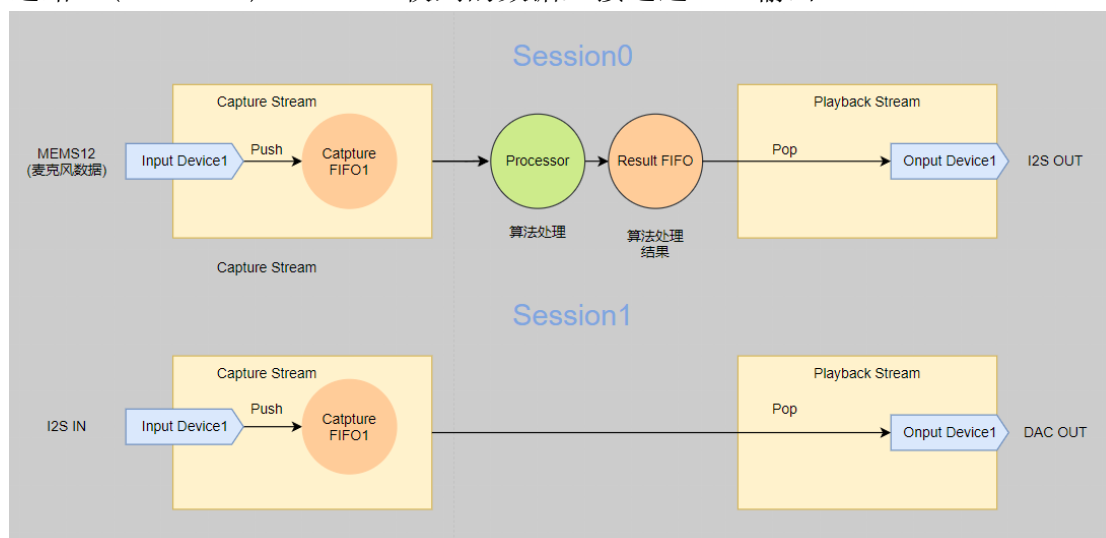 Session0
Capture Stream
Playback Stream
MEMS12
(麦克风数据)
Input Device1
Push
Catpture
FIFO1
Processor
Result FIFO
Pop
Onput Device1
I2S OUT
算法处理
算法处理
结果
Capture Stream
Session1
Capture Stream
Playback Stream
I2S IN
Input Device1
Push
Catpture
FIFO1
Pop
Onput Device1
DAC OUT